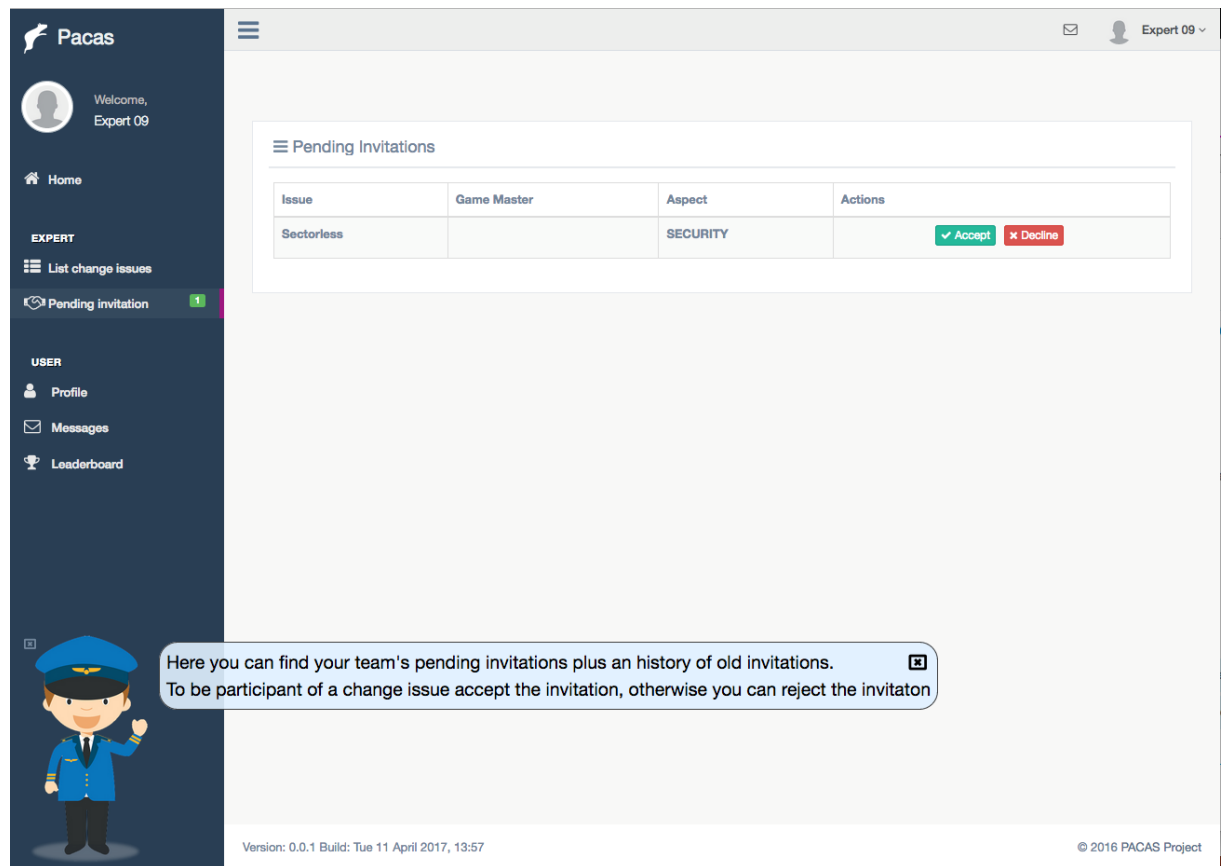 Pacas
Expert 09
Welcome,
Expert 09
Home
EXPERT
List change issues
Pending invitation 1
USER
Profile
Messages
Leaderboard
Pending Invitations
Issue Game Master Aspect Actions
Sectorless SECURITY Accept Decline
Here you can find your team's pending invitations plus an history of old invitations.
To be participant of a change issue accept the invitation, otherwise you can reject the invitaton
Version: 0.0.1 Build: Tue 11 April 2017, 13:57
© 2016 PACAS Project